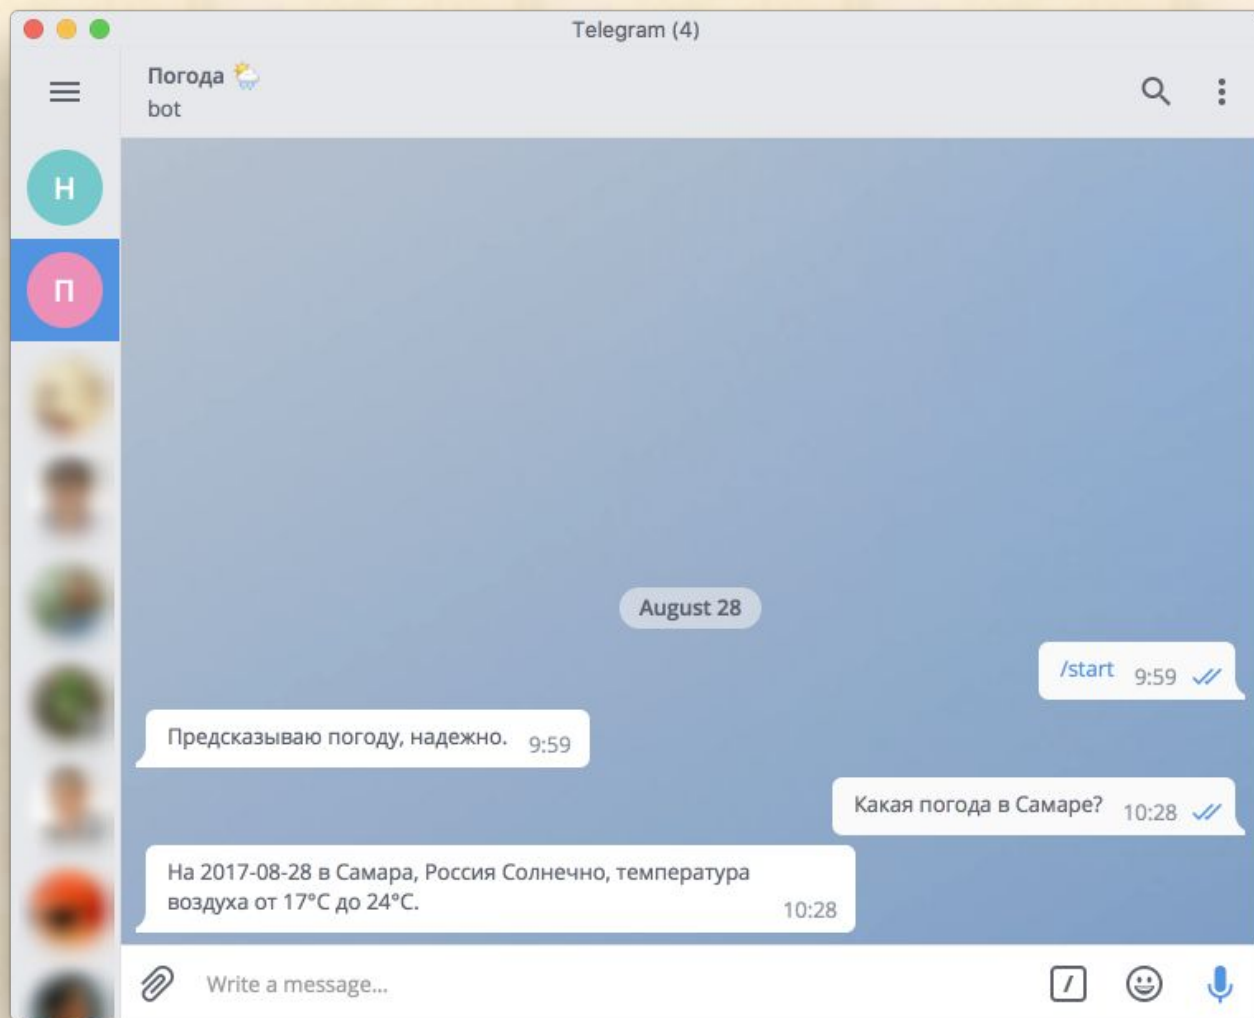 Telegram (4)
Погода
bot
Н
П
August 28
/start 9:59
Предсказываю погоду, надежно. 9:59
Какая погода в Самаре? 10:28
На 2017-08-28 в Самара, Россия Солнечно, температура
воздуха от 17°C до 24°C. 10:28
Write a message...